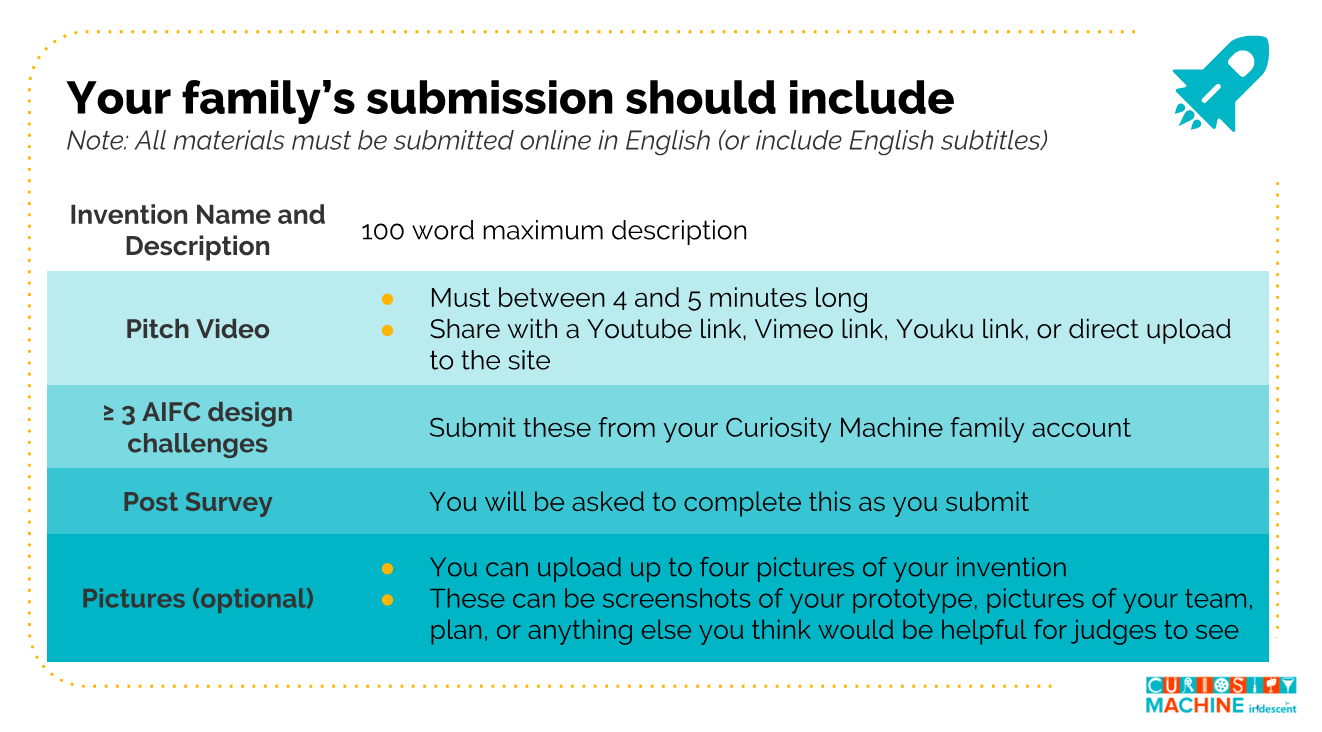 Your family’s submission should include
Note: All materials must be submitted online in English (or include English subtitles)
Invention Name and
Description
100 word maximum description
Pitch Video
● Must between 4 and 5 minutes long
● Share with a Youtube link, Vimeo link, Youku link, or direct upload
to the site
≥ 3 AIFC design
challenges
Submit these from your Curiosity Machine family account
Post Survey
You will be asked to complete this as you submit
Pictures (optional)
● You can upload up to four pictures of your invention
● These can be screenshots of your prototype, pictures of your team,
plan, or anything else you think would be helpful for judges to see
CURIOSITY
MACHINE iridescent